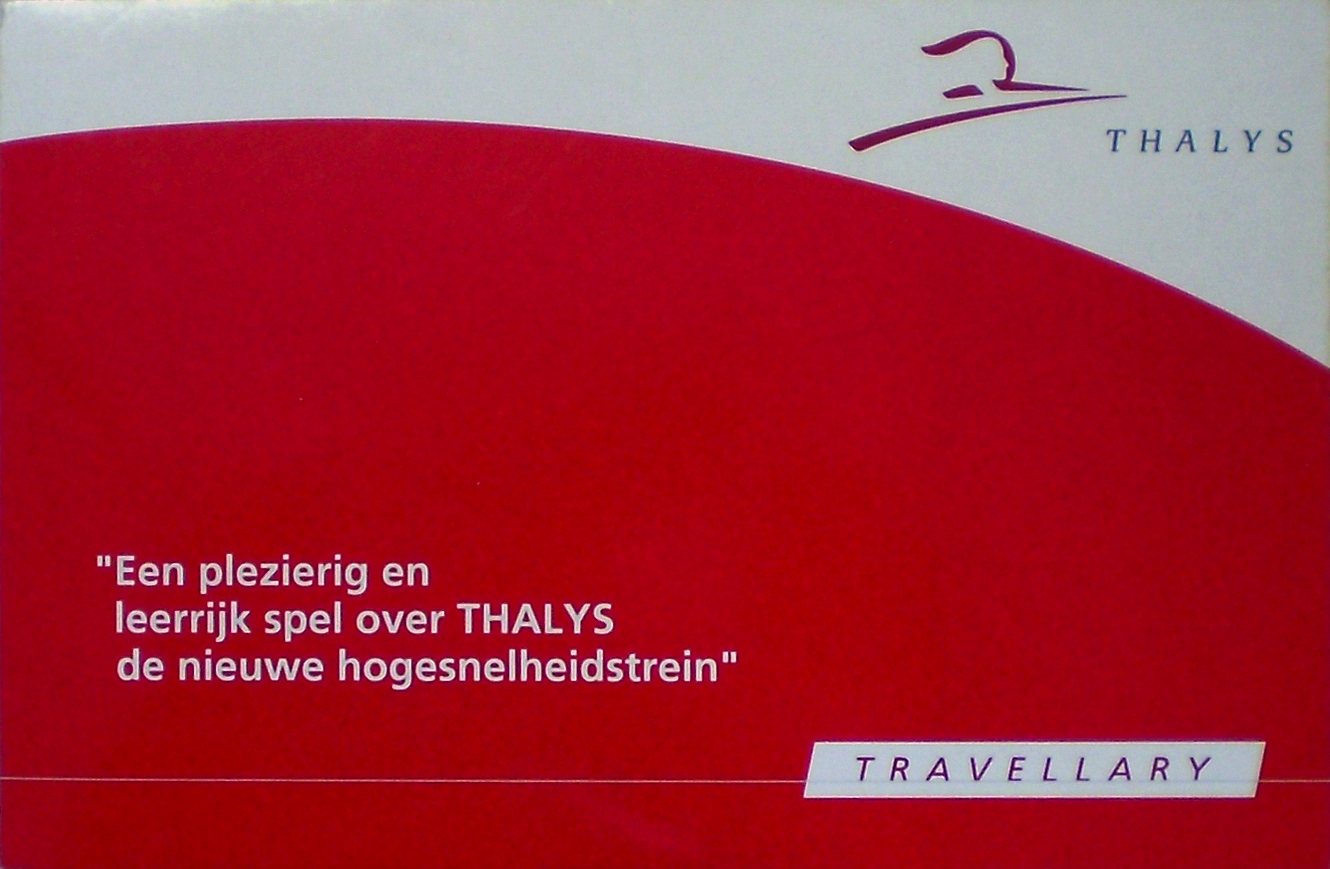 THALYS
"Een plezierig en
leerrijk spel over THALYS
de nieuwe hogesnelheidstrein"
TRAVELLARY